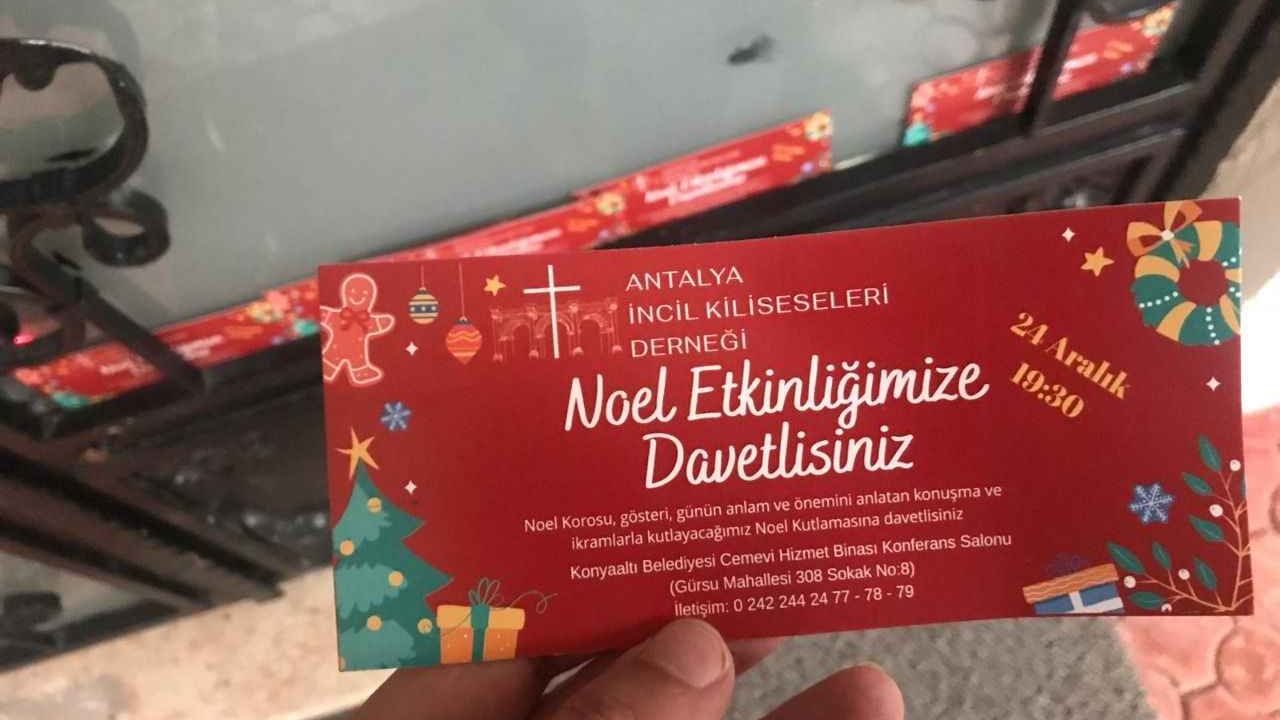 ANTALYA
İNCİL KİLİSESELERİ
DERNEĞİ
24 Aralık
19:30
Noel Etkinliğimize
Davetlisiniz
Noel Korosu, gösteri, günün anlam ve önemini anlatan konuşma ve
ikramlarla kutlayacağımız Noel Kutlamasına davetlisiniz
Konyaaltı Belediyesi Cemevi Hizmet Binası Konferans Salonu
(Gürsu Mahallesi 308 Sokak No:8)
İletişim: 0 242 244 24 77 - 78 - 79